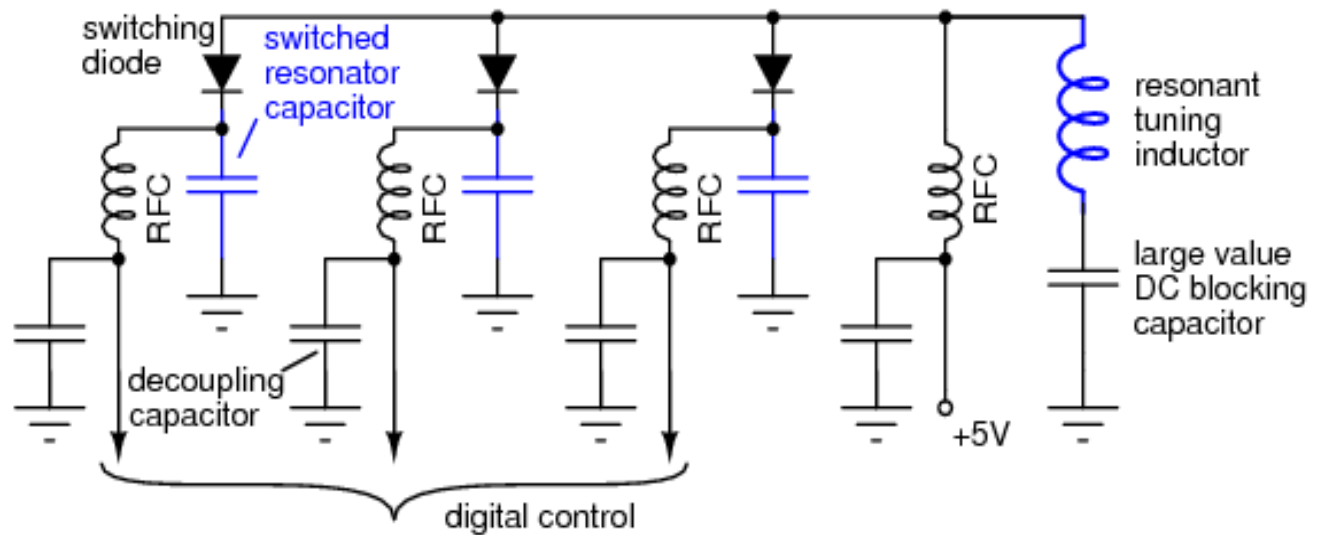 switching
diode
switched
resonator
capacitor
resonant
tuning
inductor
RFC
RFC
RFC
RFC
large value
DC blocking
capacitor
decoupling
capacitor
+5V
digital control